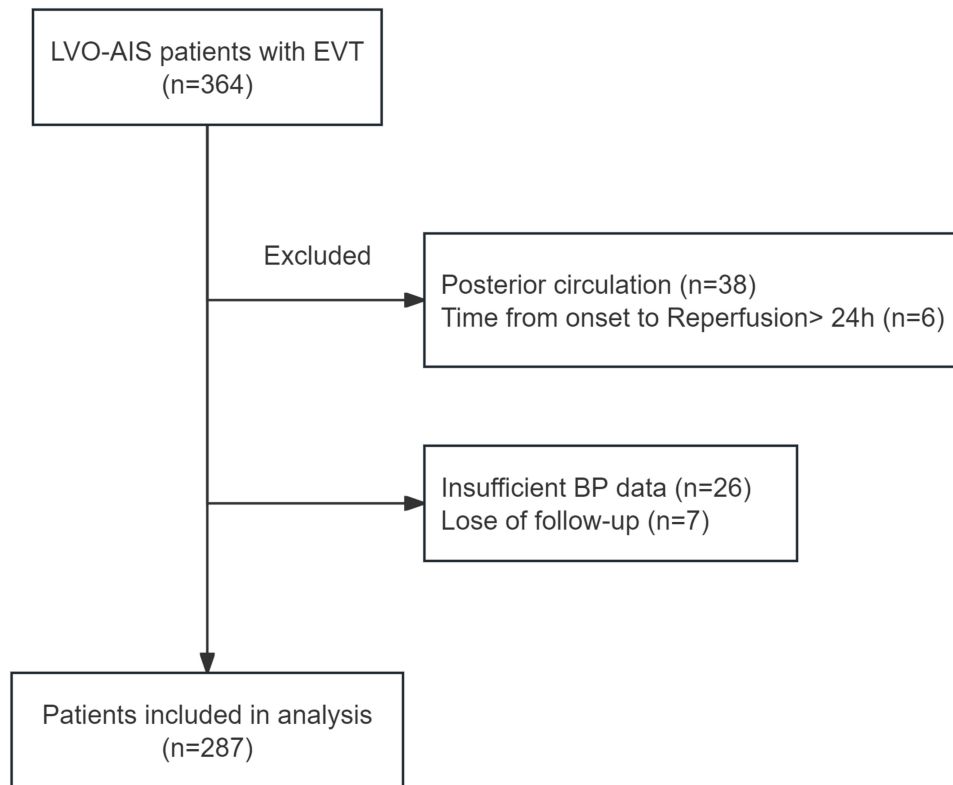 LVO-AIS patients with EVT
(n=364)
Excluded
Posterior circulation (n=38)
Time from onset to Reperfusion> 24h (n=6)
Insufficient BP data (n=26)
Lose of follow-up (n=7)
Patients included in analysis
(n=287)